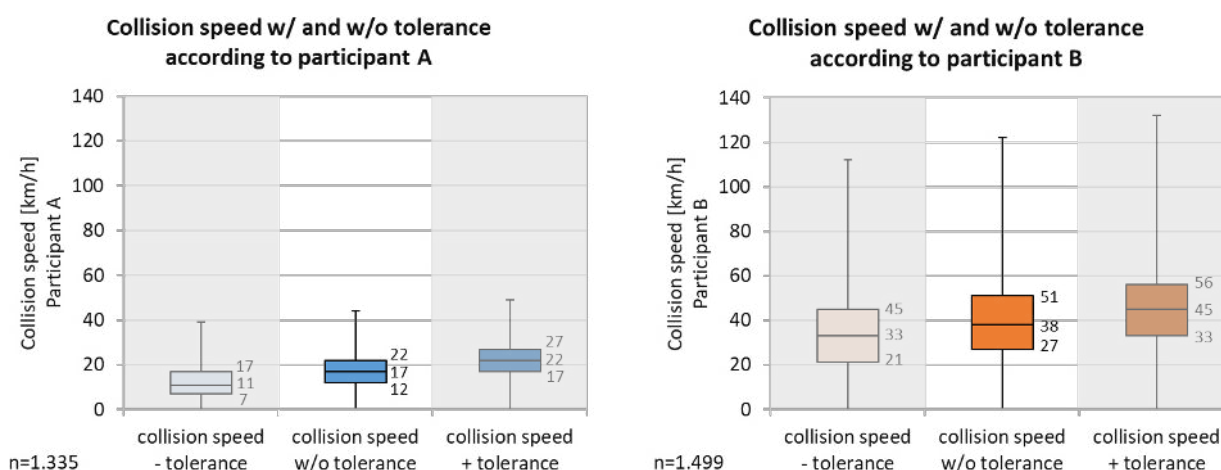 Collision speed w/ and w/o tolerance
according to participant A
Collision speed [km/h]
Participant A
140
120
100
80
60
40
20
0
17
11
7
22
17
12
27
22
17
collision speed
- tolerance
collision speed
w/o tolerance
collision speed
+ tolerance
n=1.335
Collision speed w/ and w/o tolerance
according to participant B
Collision speed [km/h]
Participant B
140
120
100
80
60
40
20
0
45
33
21
51
38
27
56
45
33
collision speed
- tolerance
collision speed
w/o tolerance
collision speed
+ tolerance
n=1.499